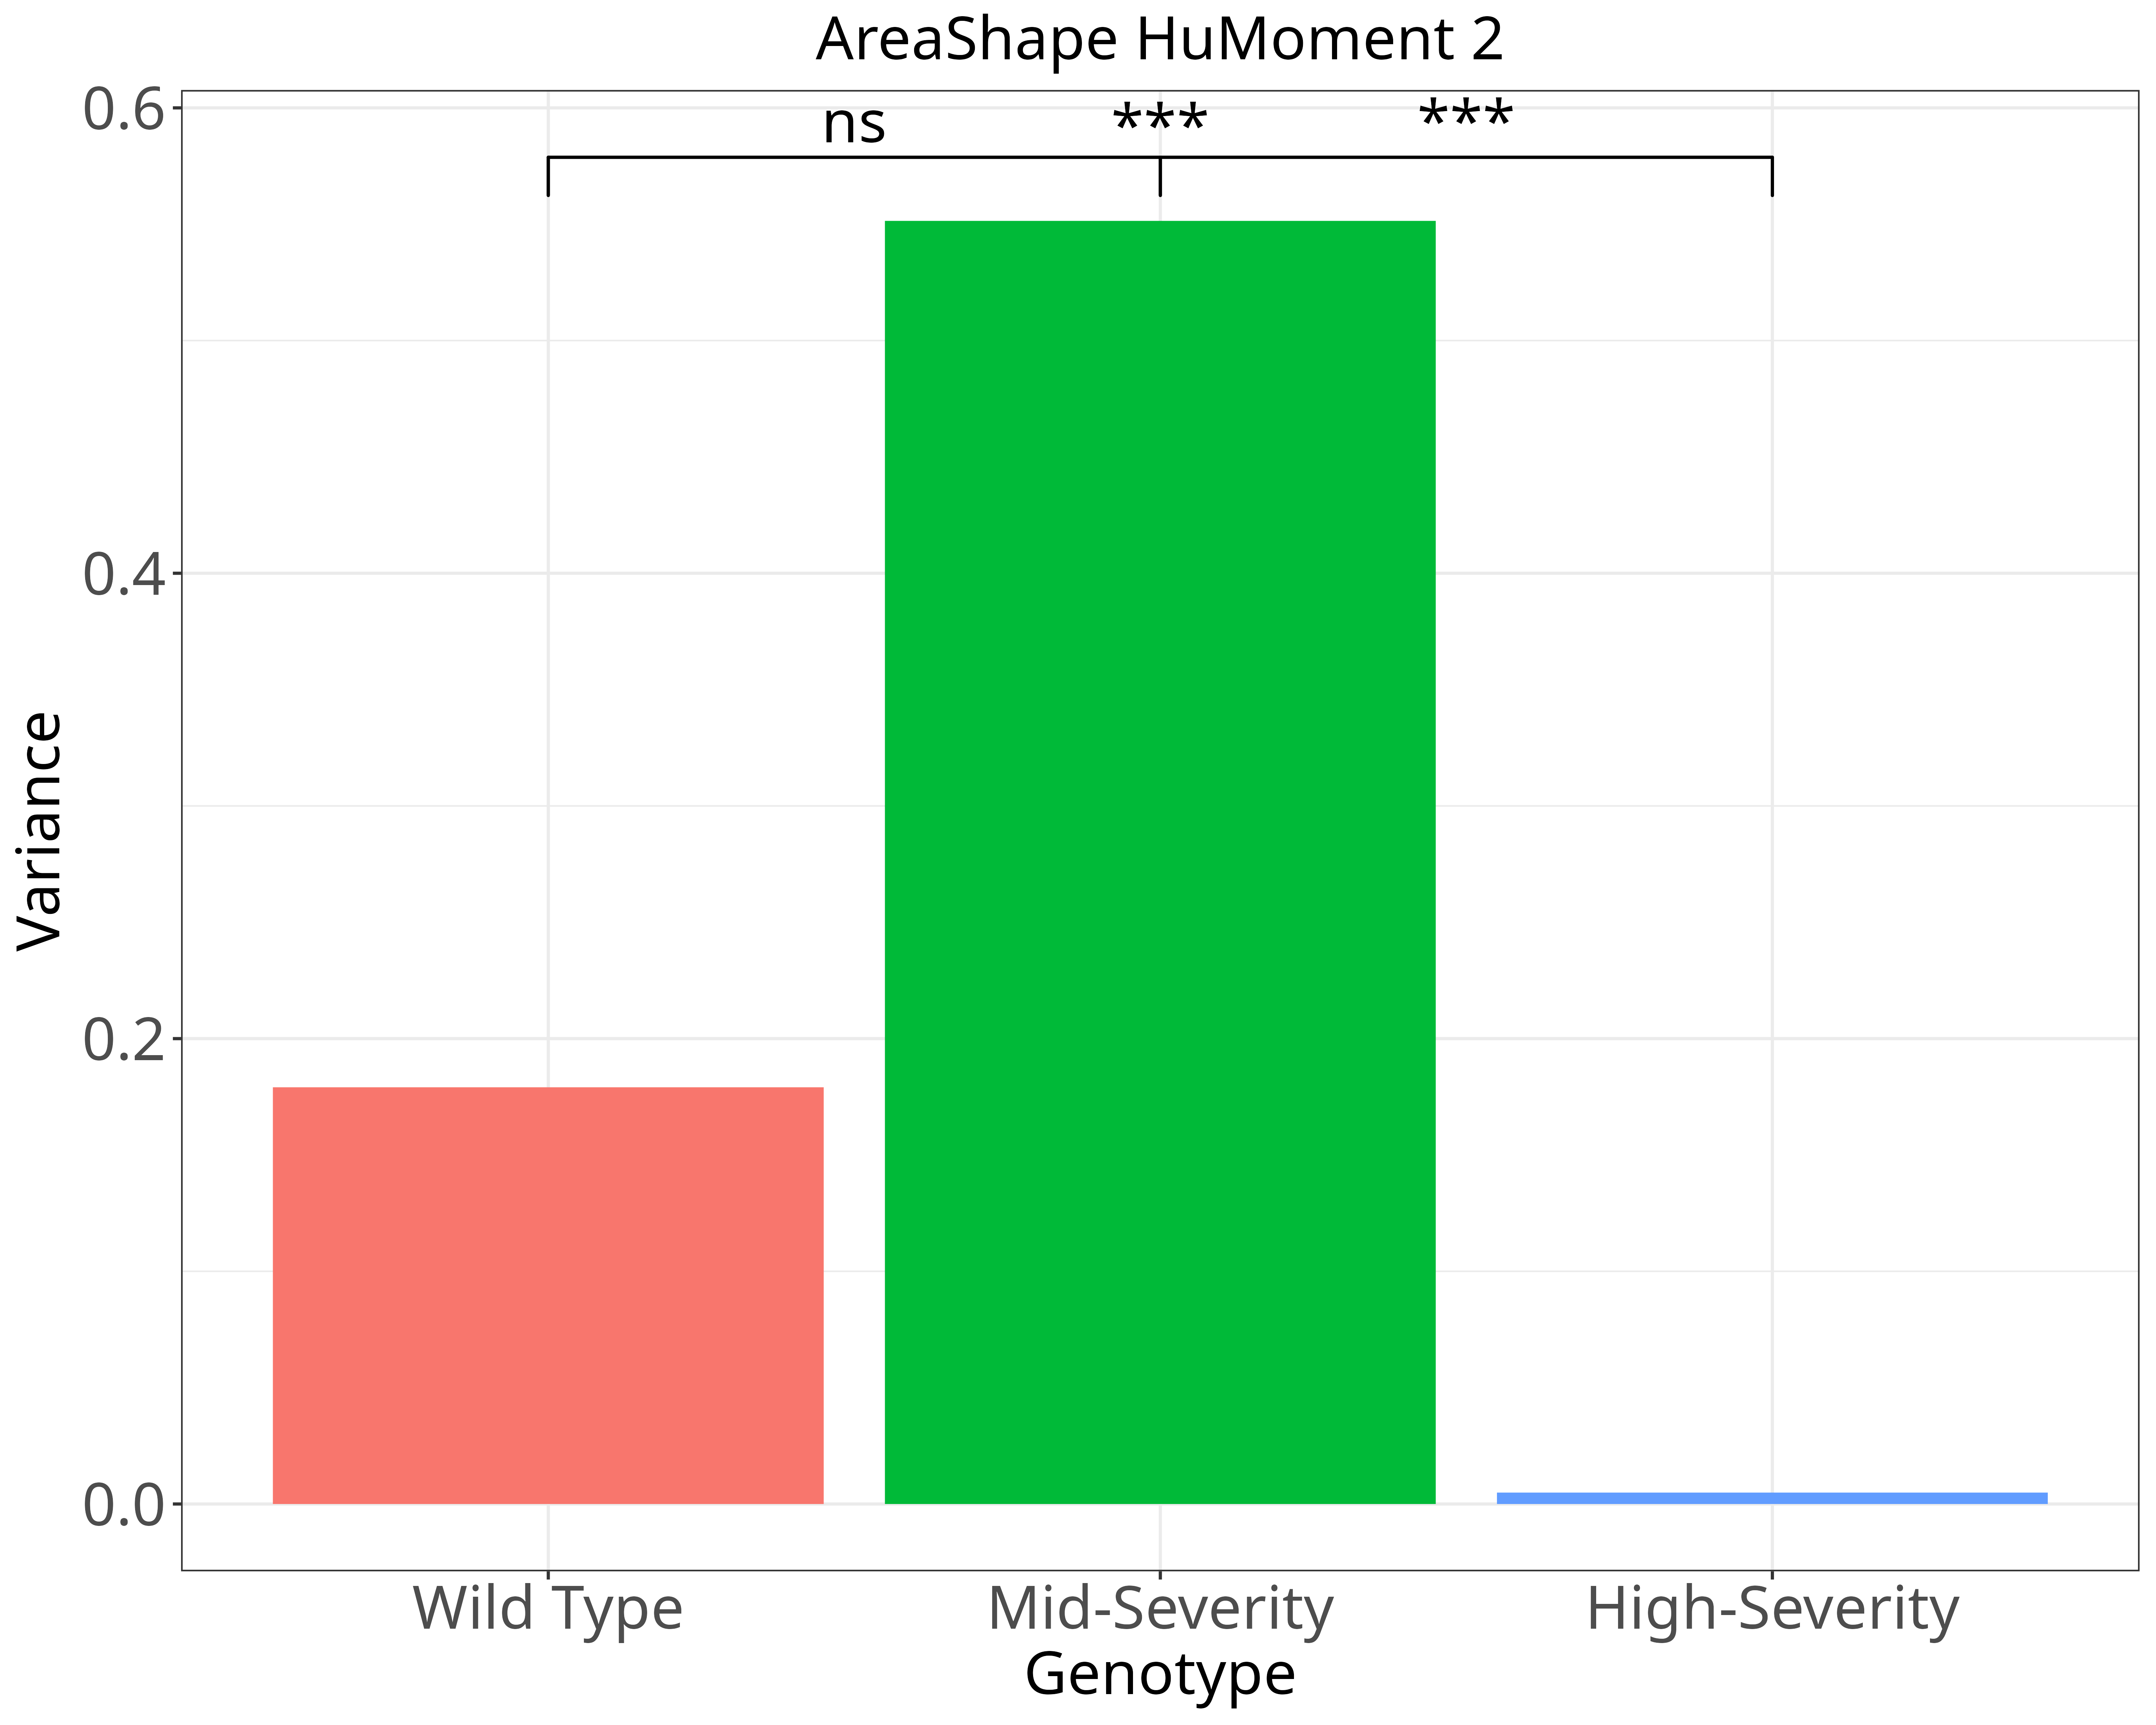 AreaShape HuMoment 2
ns *** ***
0.6
0.4
0.2
0.0
Variance
Wild Type Mid-Severity High-Severity
Genotype